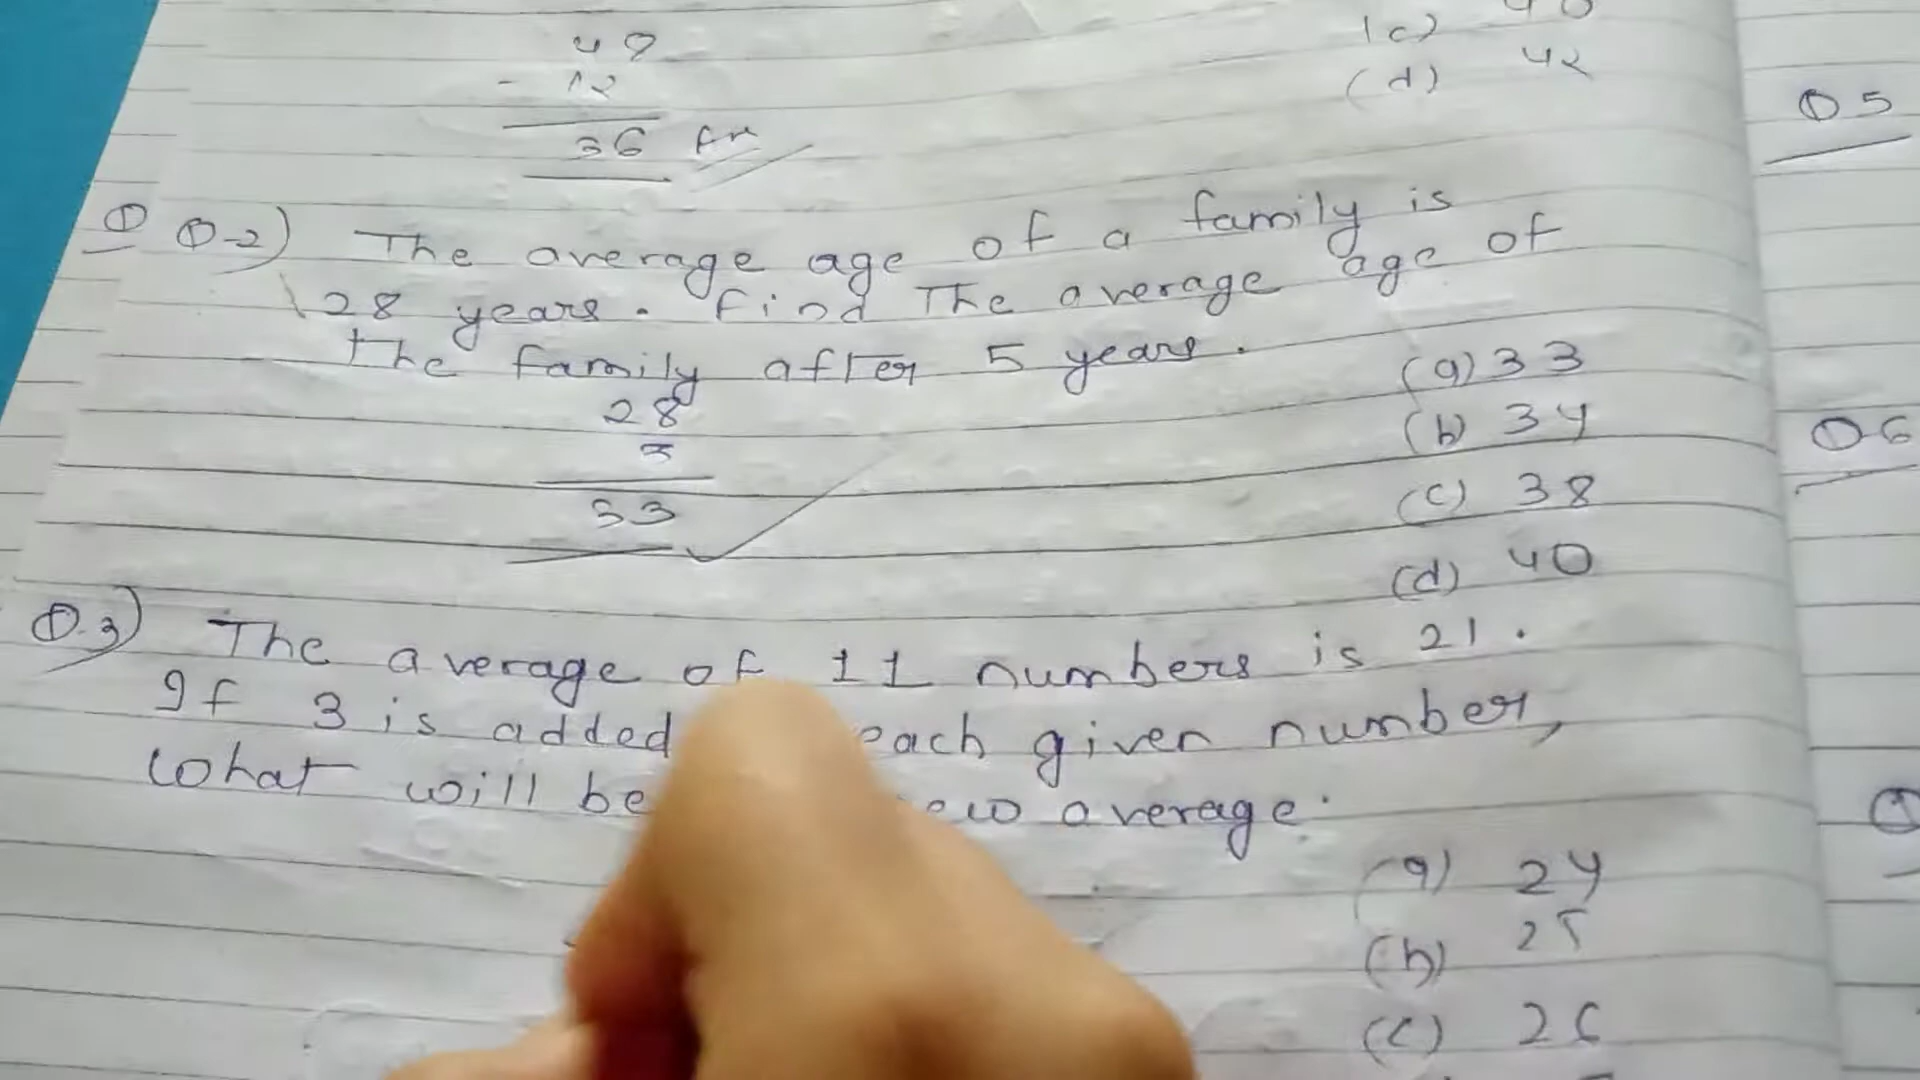 - 12
36 Ans
(c) 40
(d) 42
Q-2) The average age of a family is
28 years. Find The average age of
the family after 5 years.
28
5
33
(a) 33
(b) 34
(c) 38
(d) 40
Q.3) The average of 11 numbers is 21.
If 3 is added each given number,
what will be average.
(a) 24
(b) 25
(c) 26
Q5
Q-6